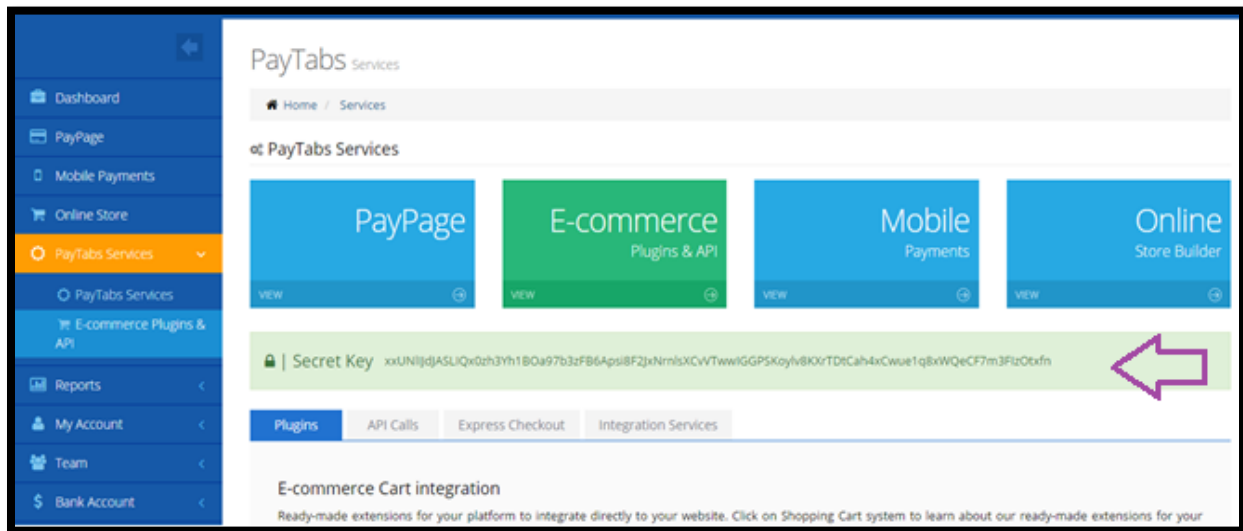 PayTabs Services
Dashboard
Home / Services
PayPage
PayTabs Services
Mobile Payments
Online Store
PayTabs Services
PayTabs Services
E-commerce Plugins &
API
Reports
My Account
Team
Bank Account
PayPage
VIEW
E-commerce
Plugins & API
VIEW
Mobile
Payments
VIEW
Online
Store Builder
VIEW
| Secret Key
Plugins
API Calls
Express Checkout
Integration Services
E-commerce Cart integration
Ready-made extensions for your platform to integrate directly to your website. Click on Shopping Cart system to learn about our ready-made extensions for your